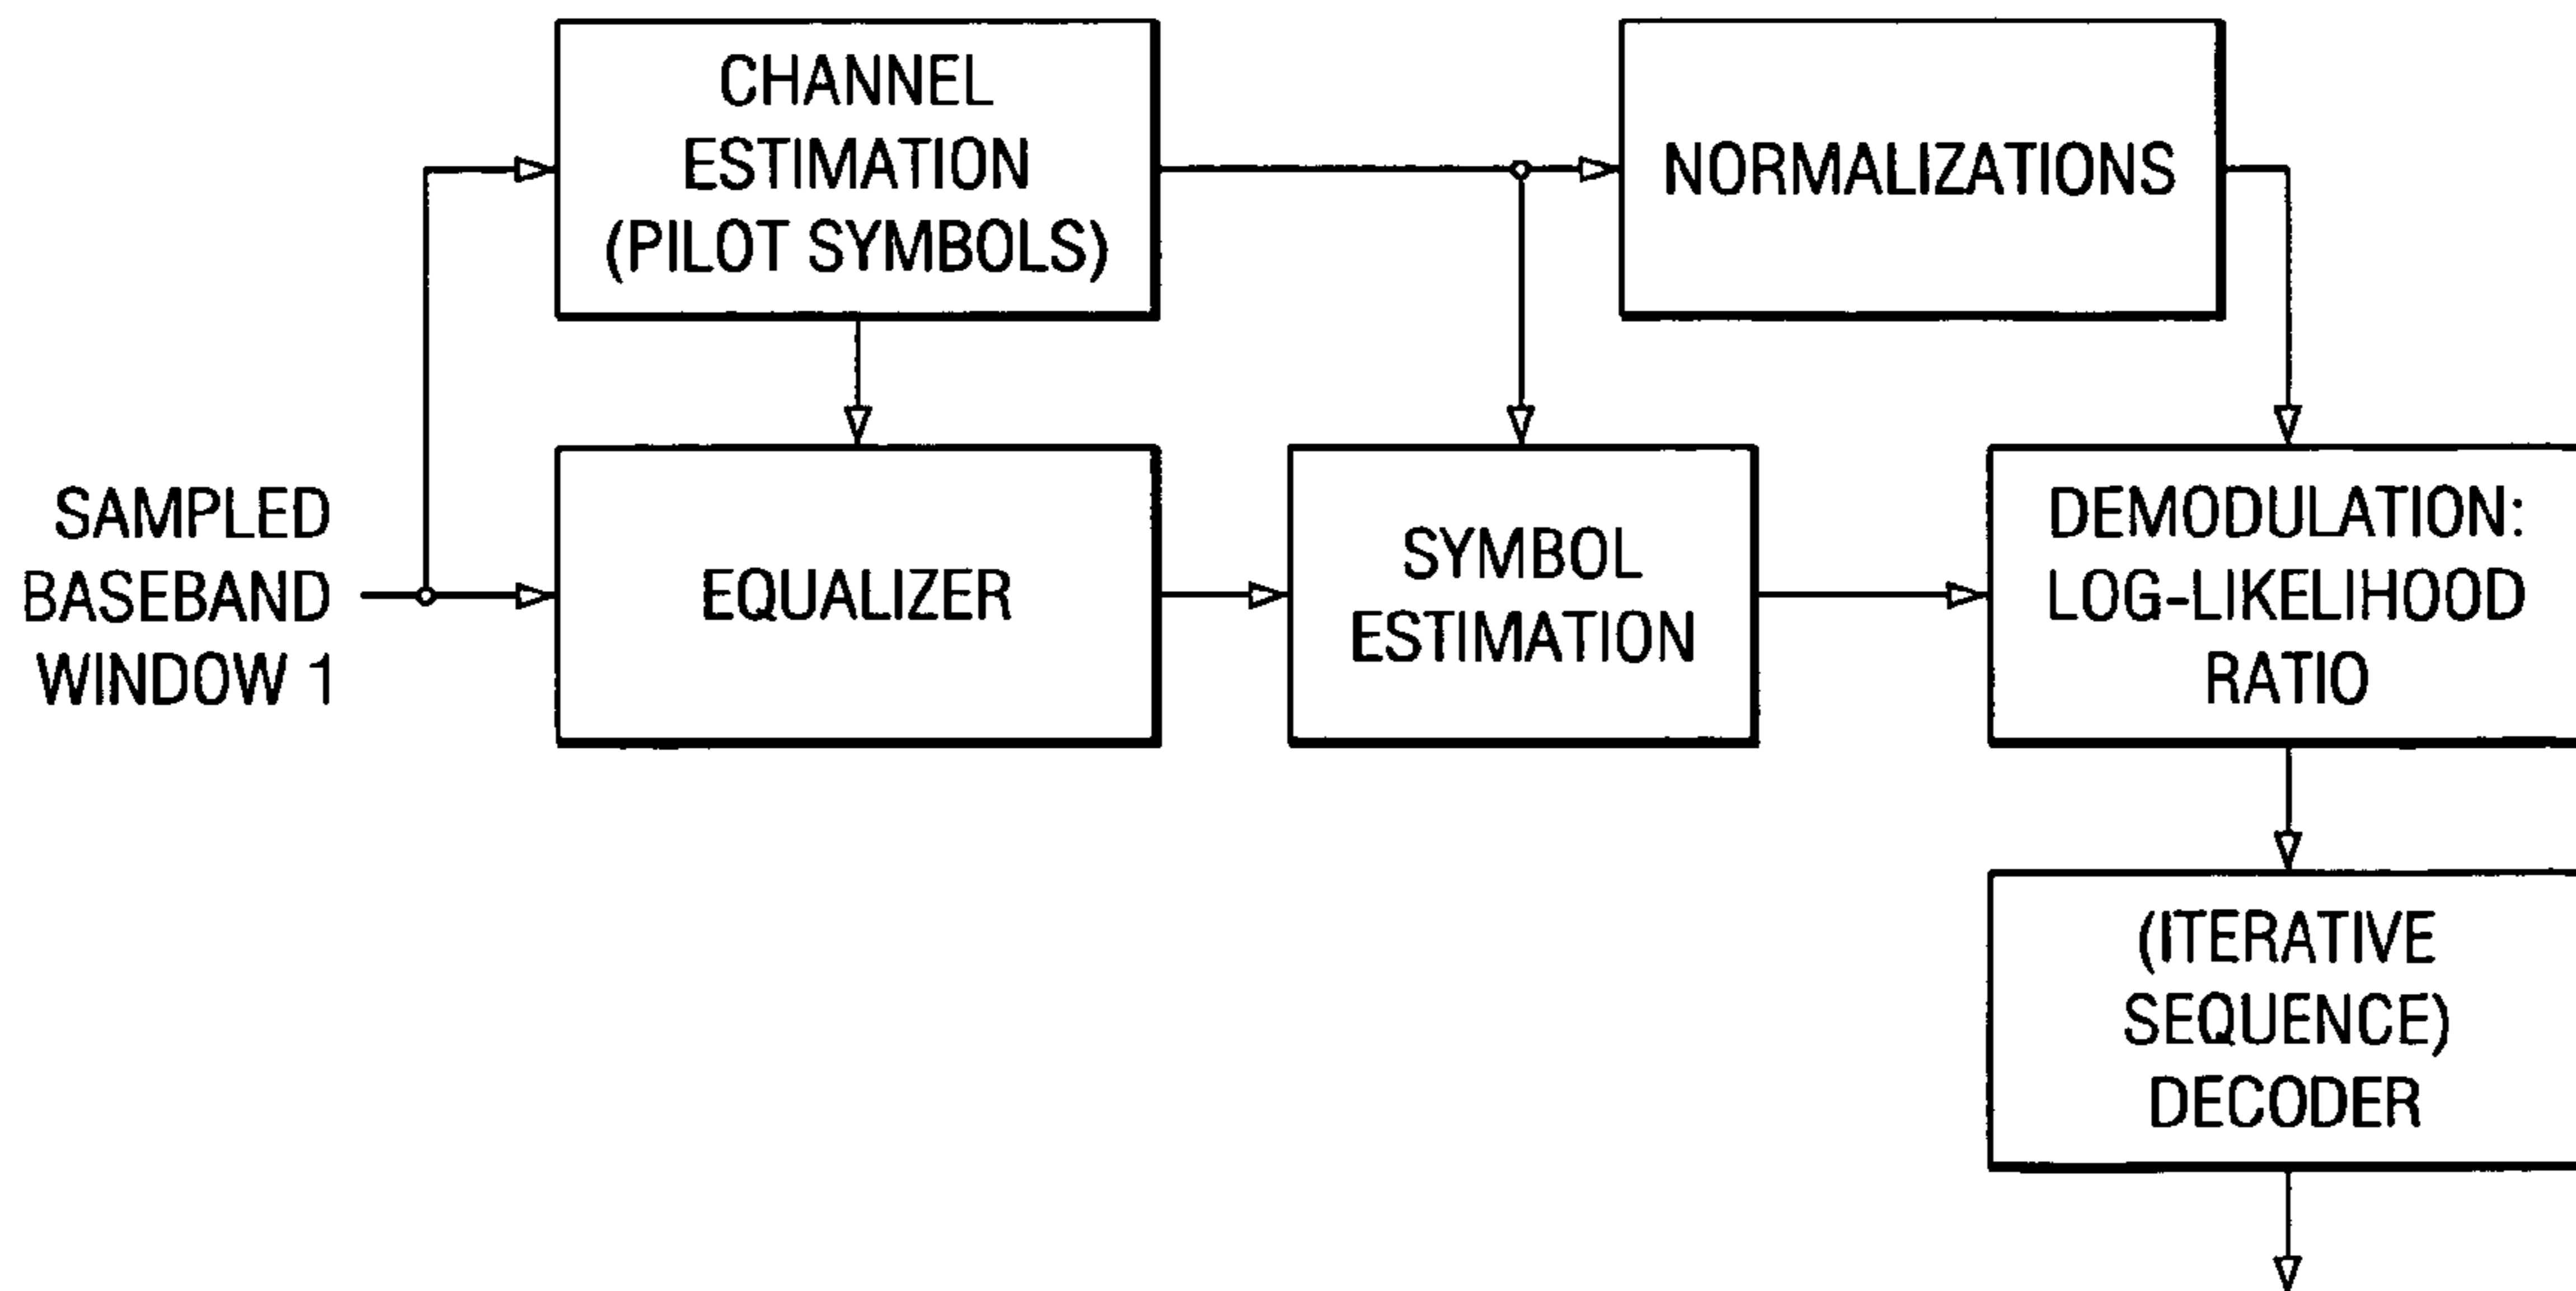 CHANNEL
ESTIMATION
(PILOT SYMBOLS)
NORMALIZATIONS
SAMPLED
BASEBAND
WINDOW 1
EQUALIZER
SYMBOL
ESTIMATION
DEMODULATION:
LOG-LIKELIHOOD
RATIO
(ITERATIVE
SEQUENCE)
DECODER